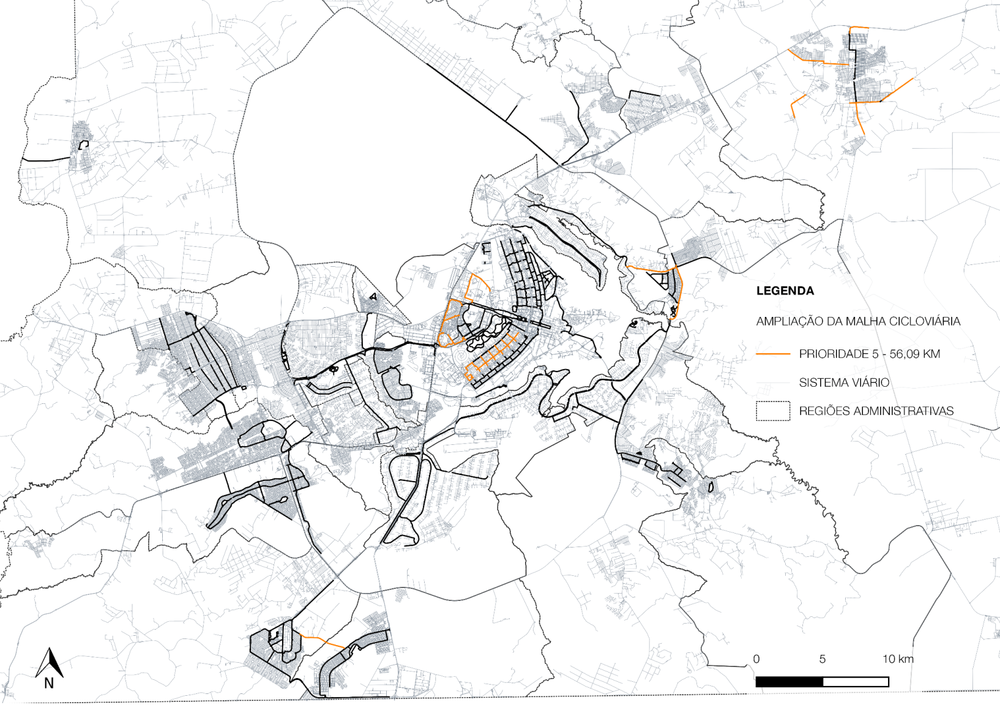 LEGENDA
AMPLIAÇÃO DA MALHA CICLOVIÁRIA
PRIORIDADE 5 - 56,09 KM
SISTEMA VIÁRIO
REGIÕES ADMINISTRATIVAS
0 5 10 km
N